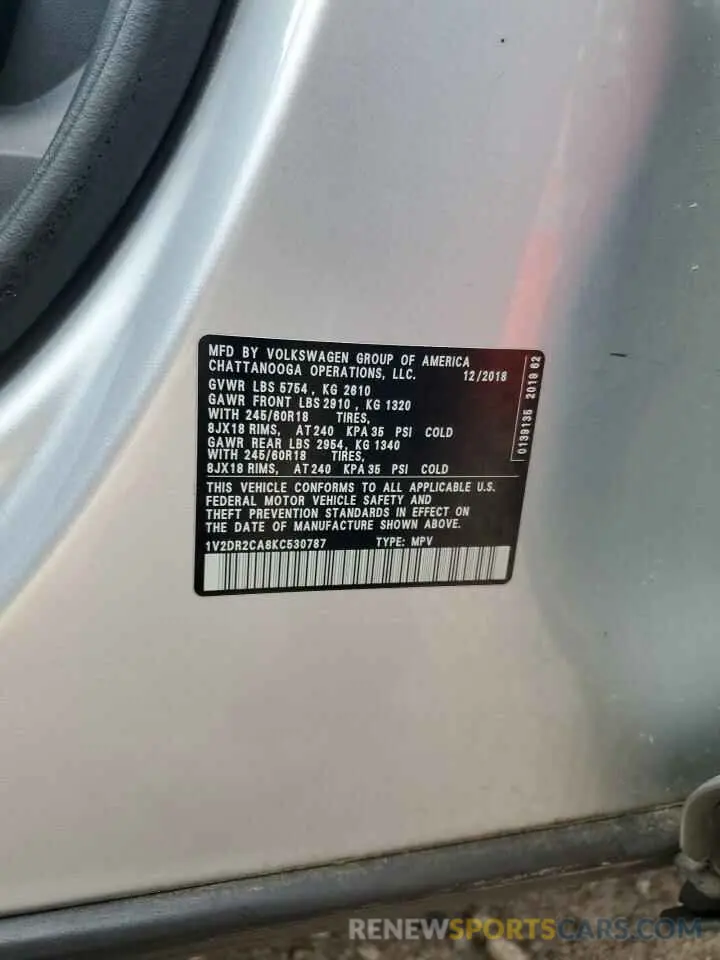 MFD BY VOLKSWAGEN GROUP OF AMERICA
CHATTANOOGA OPERATIONS, LLC. 12/2018
GVWR LBS 5754 , KG 2610
GAWR FRONT LBS 2910 , KG 1320
WITH 245/60R18 TIRES,
8JX18 RIMS, AT 240 KPA 35 PSI COLD
GAWR REAR LBS 2954, KG 1340
WITH 245/60R18 TIRES,
8JX18 RIMS, AT 240 KPA 35 PSI COLD
THIS VEHICLE CONFORMS TO ALL APPLICABLE U.S.
FEDERAL MOTOR VEHICLE SAFETY AND
THEFT PREVENTION STANDARDS IN EFFECT ON
THE DATE OF MANUFACTURE SHOWN ABOVE.
1V2DR2CA8KC530787 TYPE: MPV
0139135 2019 62
RENEWSPORTSCARS.COM